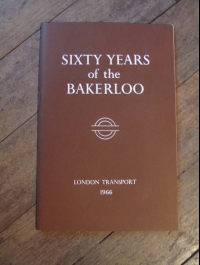 SIXTY YEARS
of the
BAKERLOO
LONDON TRANSPORT
1966